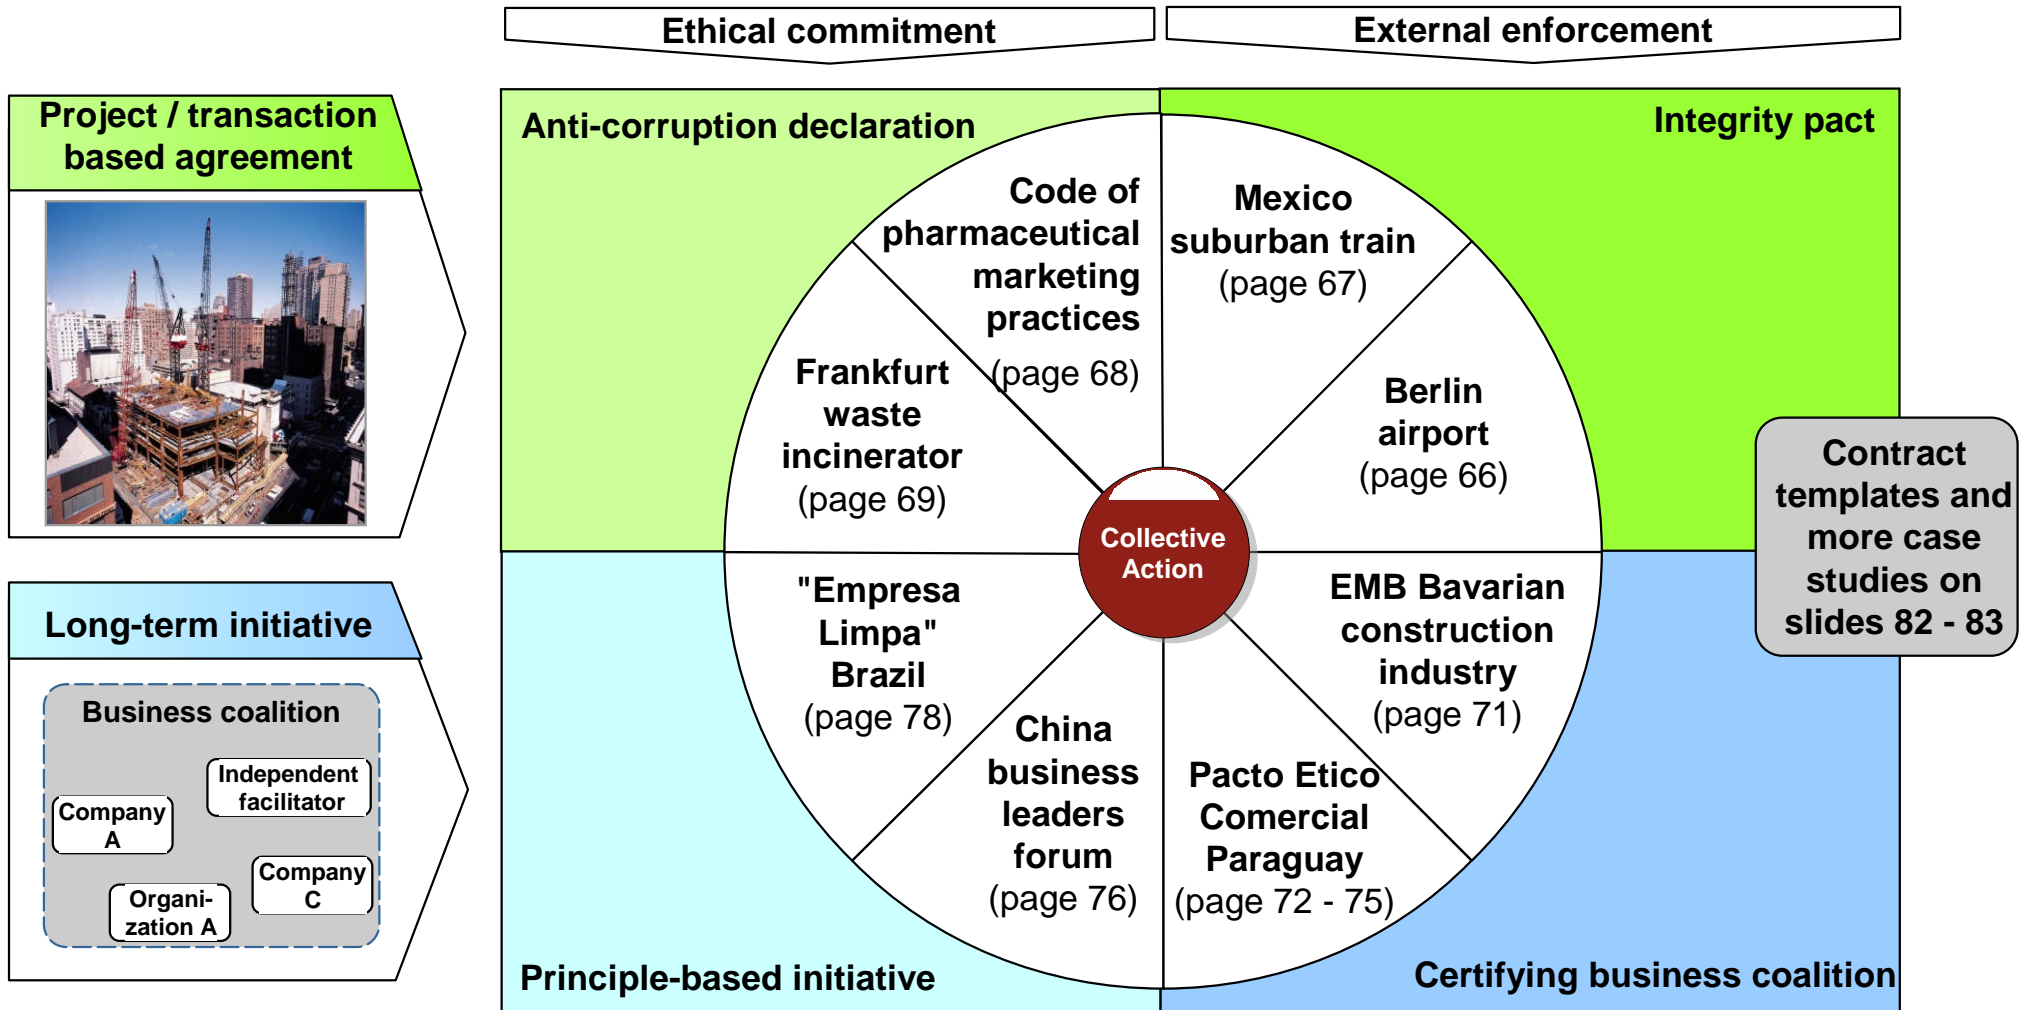 Ethical commitment
External enforcement
Project / transaction
based agreement
Anti-corruption declaration
Integrity pact
Code of
pharmaceutical
marketing
practices
(page 68)
Mexico
suburban train
(page 67)
Frankfurt
waste
incinerator
(page 69)
Berlin
airport
(page 66)
Contract
templates and
more case
studies on
slides 82 - 83
Collective
Action
Long-term initiative
Business coalition
Independent
facilitator
Company
A
Company
C
Organi-
zation A
"Empresa
Limpa"
Brazil
(page 78)
China
business
leaders
forum
(page 76)
EMB Bavarian
construction
industry
(page 71)
Pacto Etico
Comercial
Paraguay
(page 72 - 75)
Principle-based initiative
Certifying business coalition